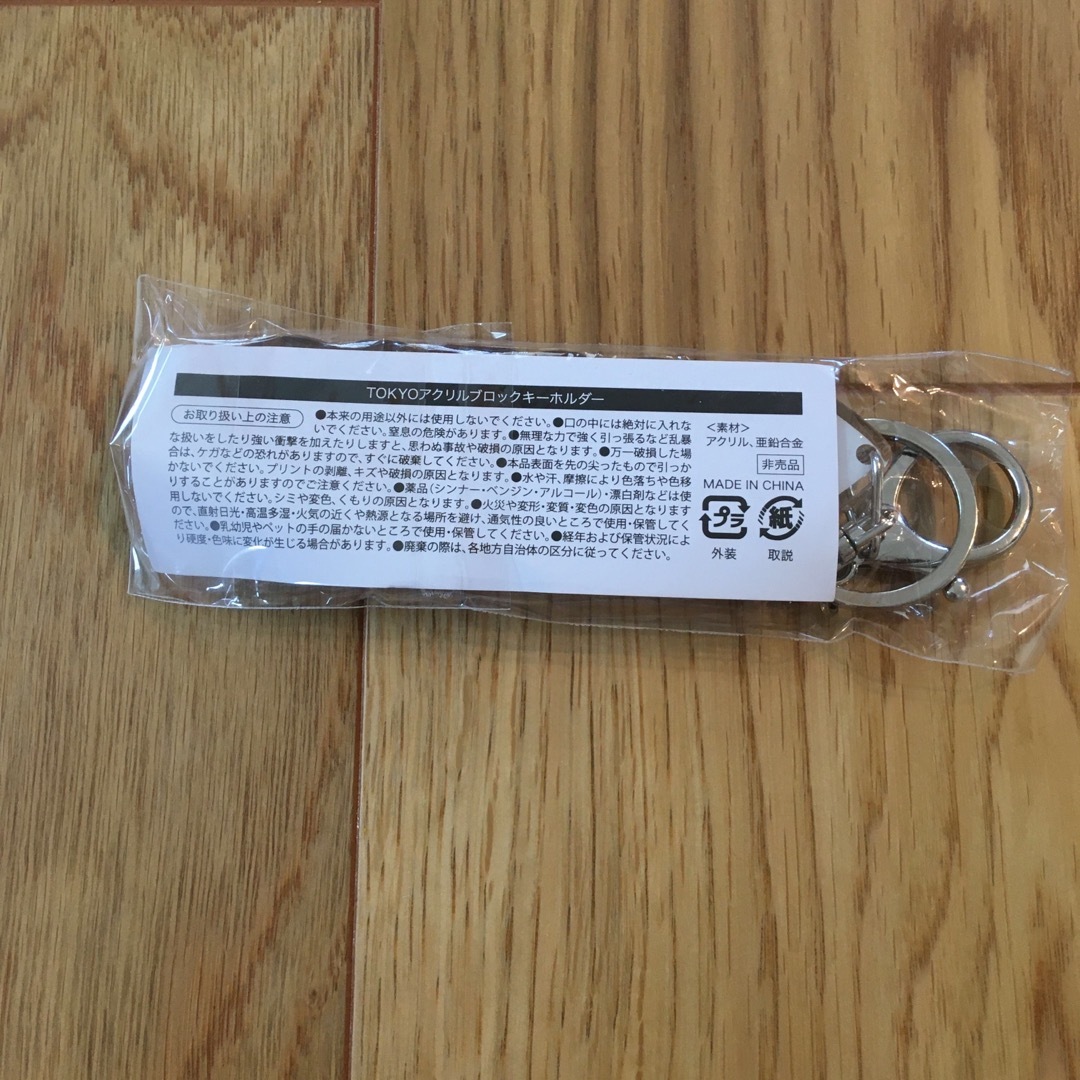 TOKYOアクリルブロックキーホルダー
お取り扱い上の注意
●本来の用途以外には使用しないでください。●口の中には絶対に入れな
いでください。窒息の危険があります。●無理な力で強く引っ張るなど乱暴
な扱いをしたり強い衝撃を加えたりしますと、思わぬ事故や破損の原因となります。●万一破損した場
合は、ケガなどの恐れがありますので、すぐに破棄してください。●本品表面を先の尖ったもので引っか
かないでください。プリントの剥離、キズや破損の原因となります。●水や汗、摩擦により色落ちや色移
りすることがありますのでご注意ください。●薬品（シンナー・ベンジン・アルコール）・漂白剤などは使
用しないでください。シミや変色、くもりの原因となります。●火災や変形・変質・変色の原因となります
ので、直射日光・高温多湿・火気の近くや熱源となる場所を避け、通気性の良いところで使用・保管してく
ださい。●乳幼児やペットの手の届かないところで使用・保管してください。●経年および保管状況によ
り硬度・色味に変化が生じる場合があります。●廃棄の際は、各地方自治体の区分に従ってください。
＜素材＞
アクリル、亜鉛合金
非売品
MADE IN CHINA
プラ
外装
紙
取説